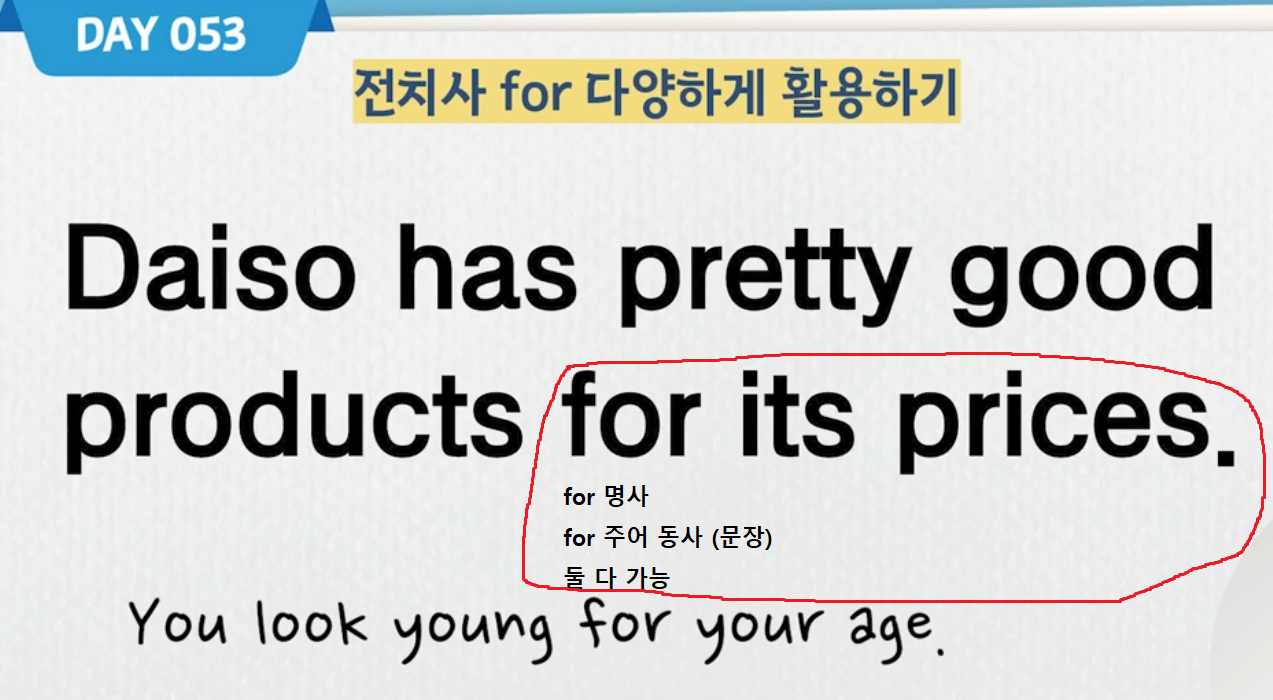 DAY 053
전치사 for 다양하게 활용하기
Daiso has pretty good
products for its prices.
for 명사
for 주어 동사 (문장)
둘 다 가능
You look young for your age.